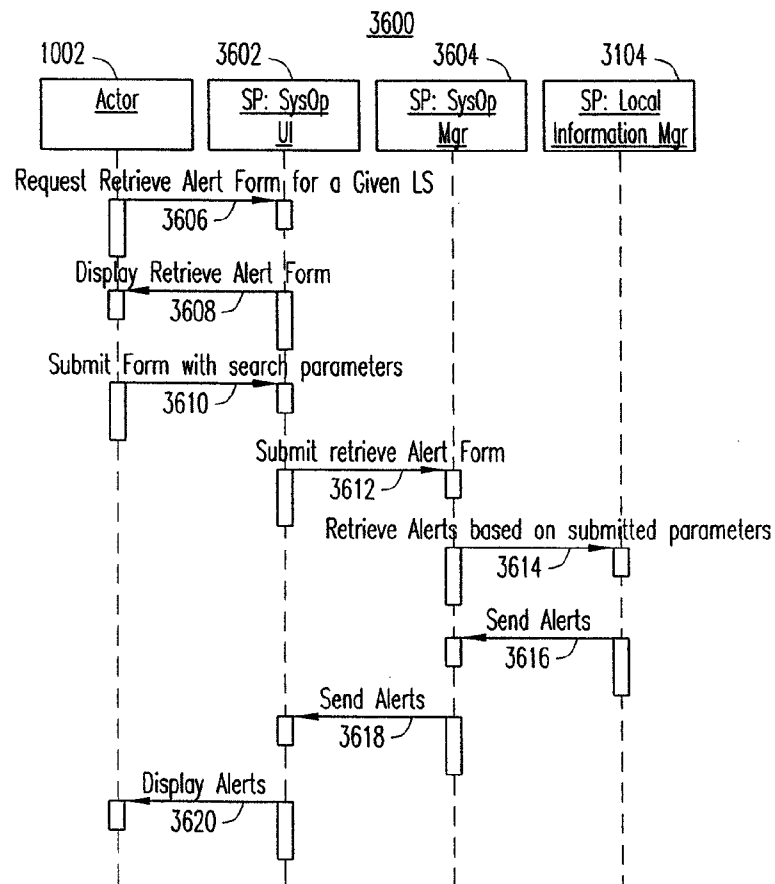 3600
1002
3602
3604
3104
Actor
SP: SysOp
UI
SP: SysOp
Mgr
SP: Local
Information Mgr
Request Retrieve Alert Form for a Given LS
3606
Display Retrieve Alert Form
3608
Submit Form with search parameters
3610
Submit retrieve Alert Form
3612
Retrieve Alerts based on submitted parameters
3614
Send Alerts
3616
Send Alerts
3618
Display Alerts
3620